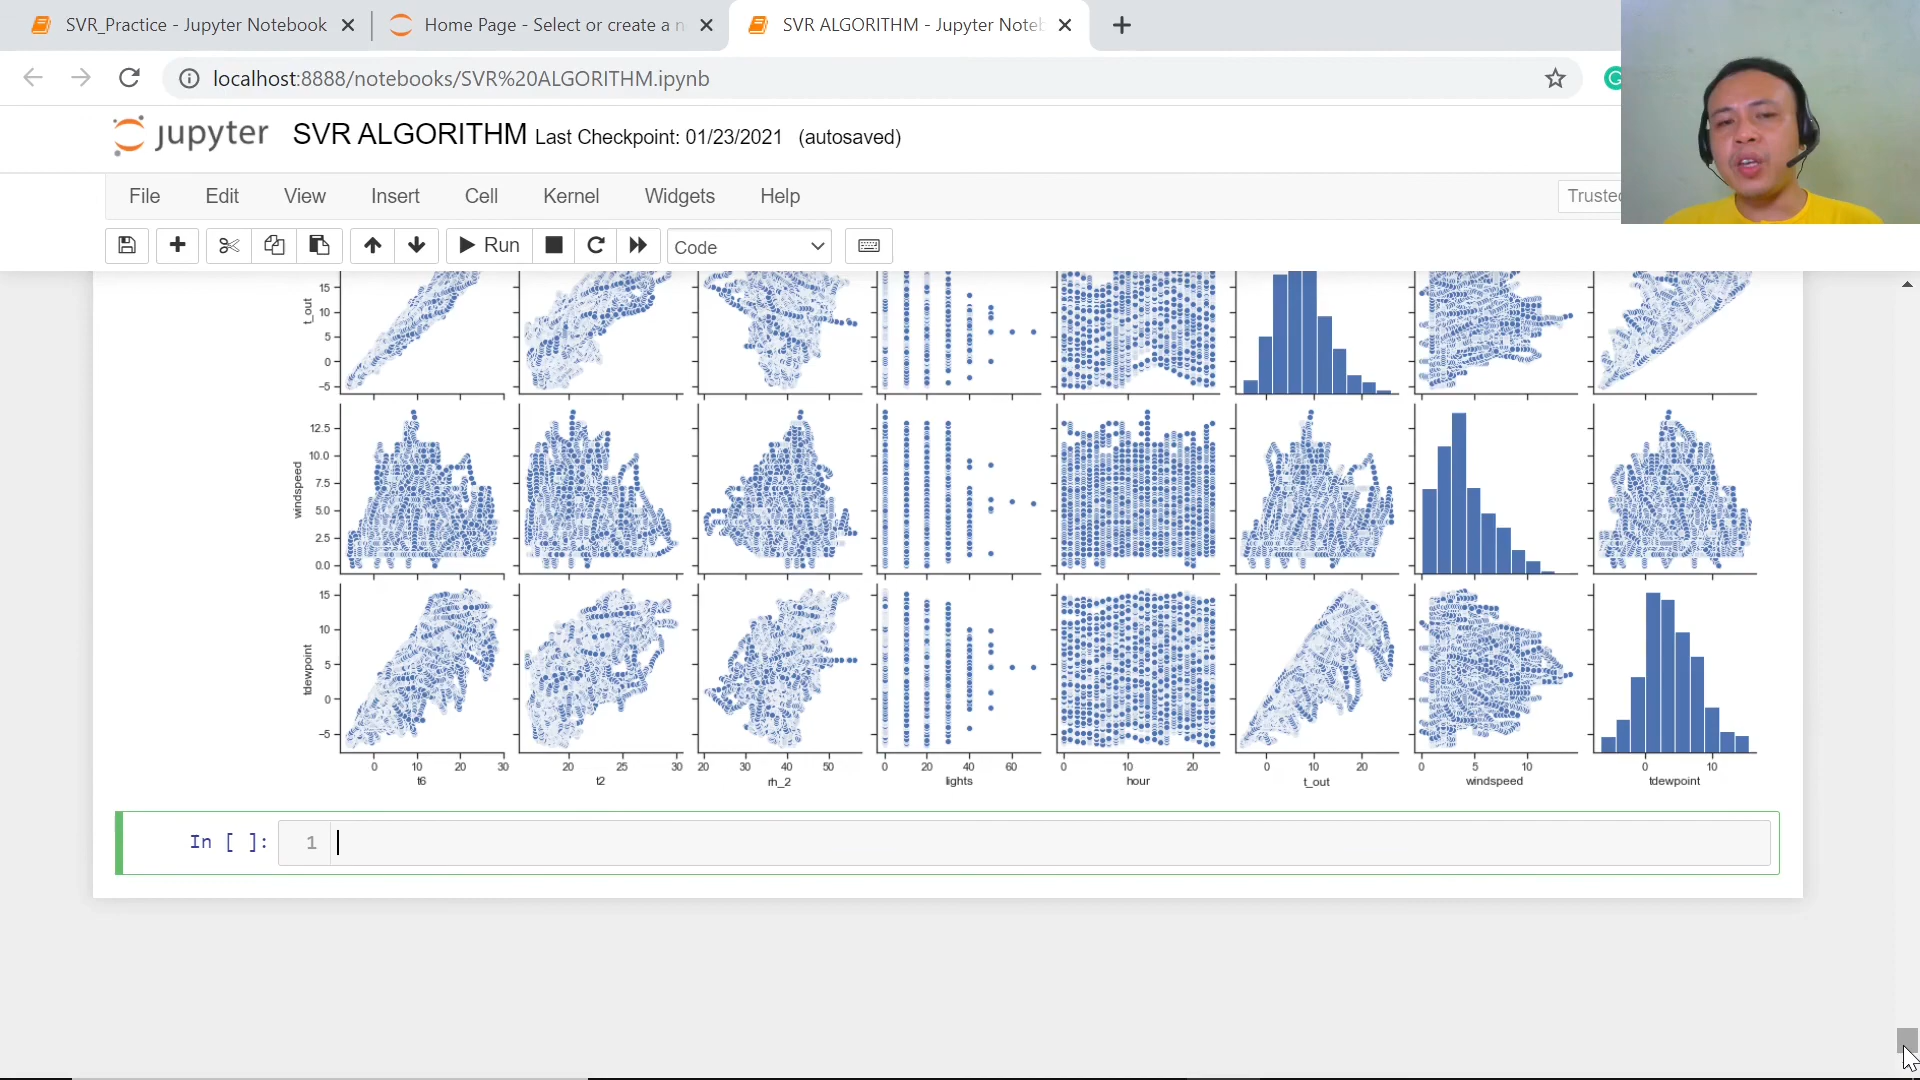 SVR_Practice - Jupyter Notebook
Home Page - Select or create a n
SVR ALGORITHM - Jupyter Noteb
localhost:8888/notebooks/SVR%20ALGORITHM.ipynb
G
jupyter SVR ALGORITHM Last Checkpoint: 01/23/2021 (autosaved)
File Edit View Insert Cell Kernel Widgets Help Trusted
Run Code
t_out
15
10
5
0
−5
windspeed
12.5
10.0
7.5
5.0
2.5
0.0
tdewpoint
15
10
5
0
−5
0 10 20 30 20 25 30 20 30 40 50 0 20 40 60 0 10 20 0 10 20 0 5 10 0 10
t6 t2 rh_2 lights hour t_out windspeed tdewpoint
In [ ]: 1